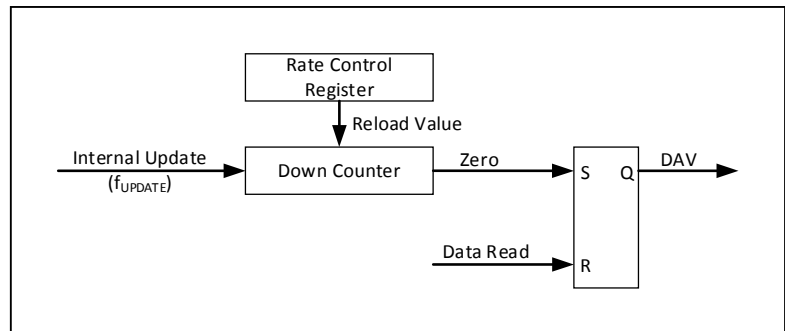 Rate Control
Register
Reload Value
Internal Update
(fUPDATE)
Down Counter
Zero
S
Q
DAV
Data Read
R